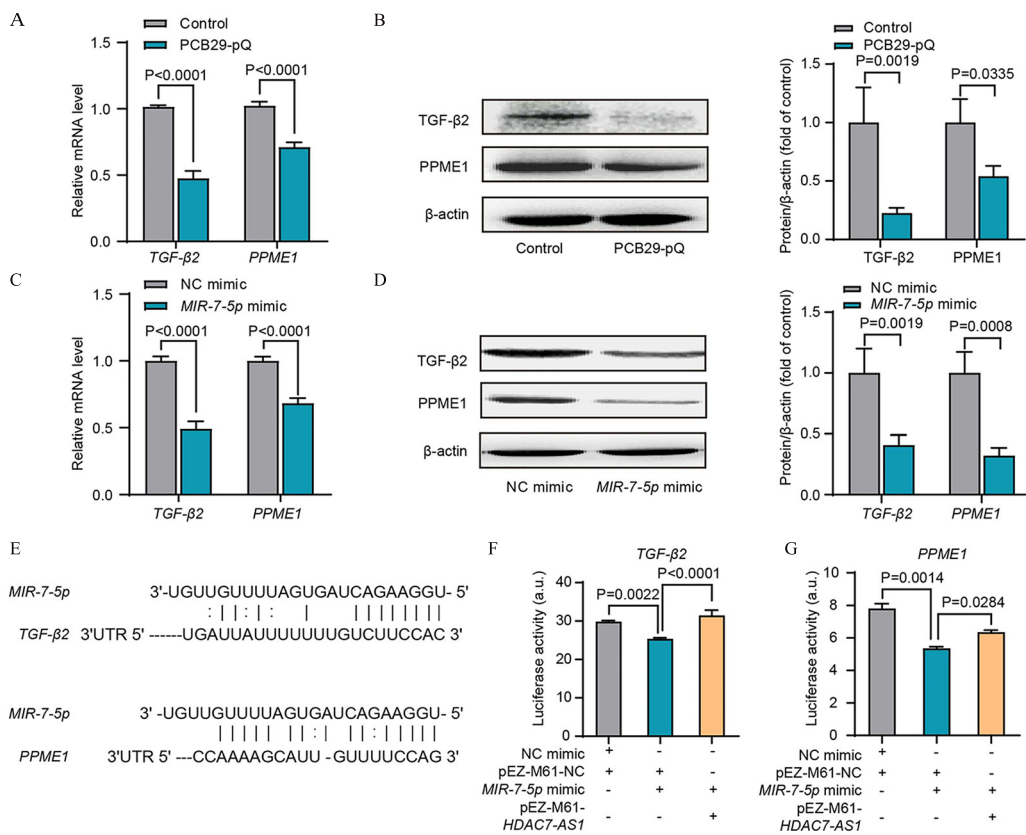 A
Control
PCB29-pQ
Relative mRNA level
1.5
1.0
0.5
0.0
P<0.0001
P<0.0001
TGF-β2
PPME1
B
TGF-β2
PPME1
β-actin
Control
PCB29-pQ
Control
PCB29-pQ
Protein/β-actin (fold of control)
1.5
1.0
0.5
0.0
P=0.0019
P=0.0335
TGF-β2
PPME1
C
NC mimic
MIR-7-5p mimic
Relative mRNA level
1.5
1.0
0.5
0.0
P<0.0001
P<0.0001
TGF-β2
PPME1
D
TGF-β2
PPME1
β-actin
NC mimic
MIR-7-5p mimic
NC mimic
MIR-7-5p mimic
Protein/β-actin (fold of control)
1.5
1.0
0.5
0.0
P=0.0019
P=0.0008
TGF-β2
PPME1
E
MIR-7-5p 3'-UGUUGUUUUAGUGAUCAGAAGGU- 5'
:||:|: | |||||||
TGF-β2 3'UTR 5' ------UGAUUAUUUUUUUGUCUUCCAC 3'
MIR-7-5p 3' -UGUUGUUUUAGUGAUCAGAAGGU- 5'
PPME1 3'UTR 5' ---CCAAAAGCAUU -GUUUUCCAG 3'
F
TGF-β2
Luciferase activity (a.u.)
40
30
20
10
0
P=0.0022
P<0.0001
NC mimic + - -
pEZ-M61-NC + + -
MIR-7-5p mimic - + +
pEZ-M61-
HDAC7-AS1 - - +
G
PPME1
Luciferase activity (a.u.)
10
8
6
4
2
0
P=0.0014
P=0.0284
NC mimic + - -
pEZ-M61-NC + + -
MIR-7-5p mimic - + +
pEZ-M61-
HDAC7-AS1 - - +